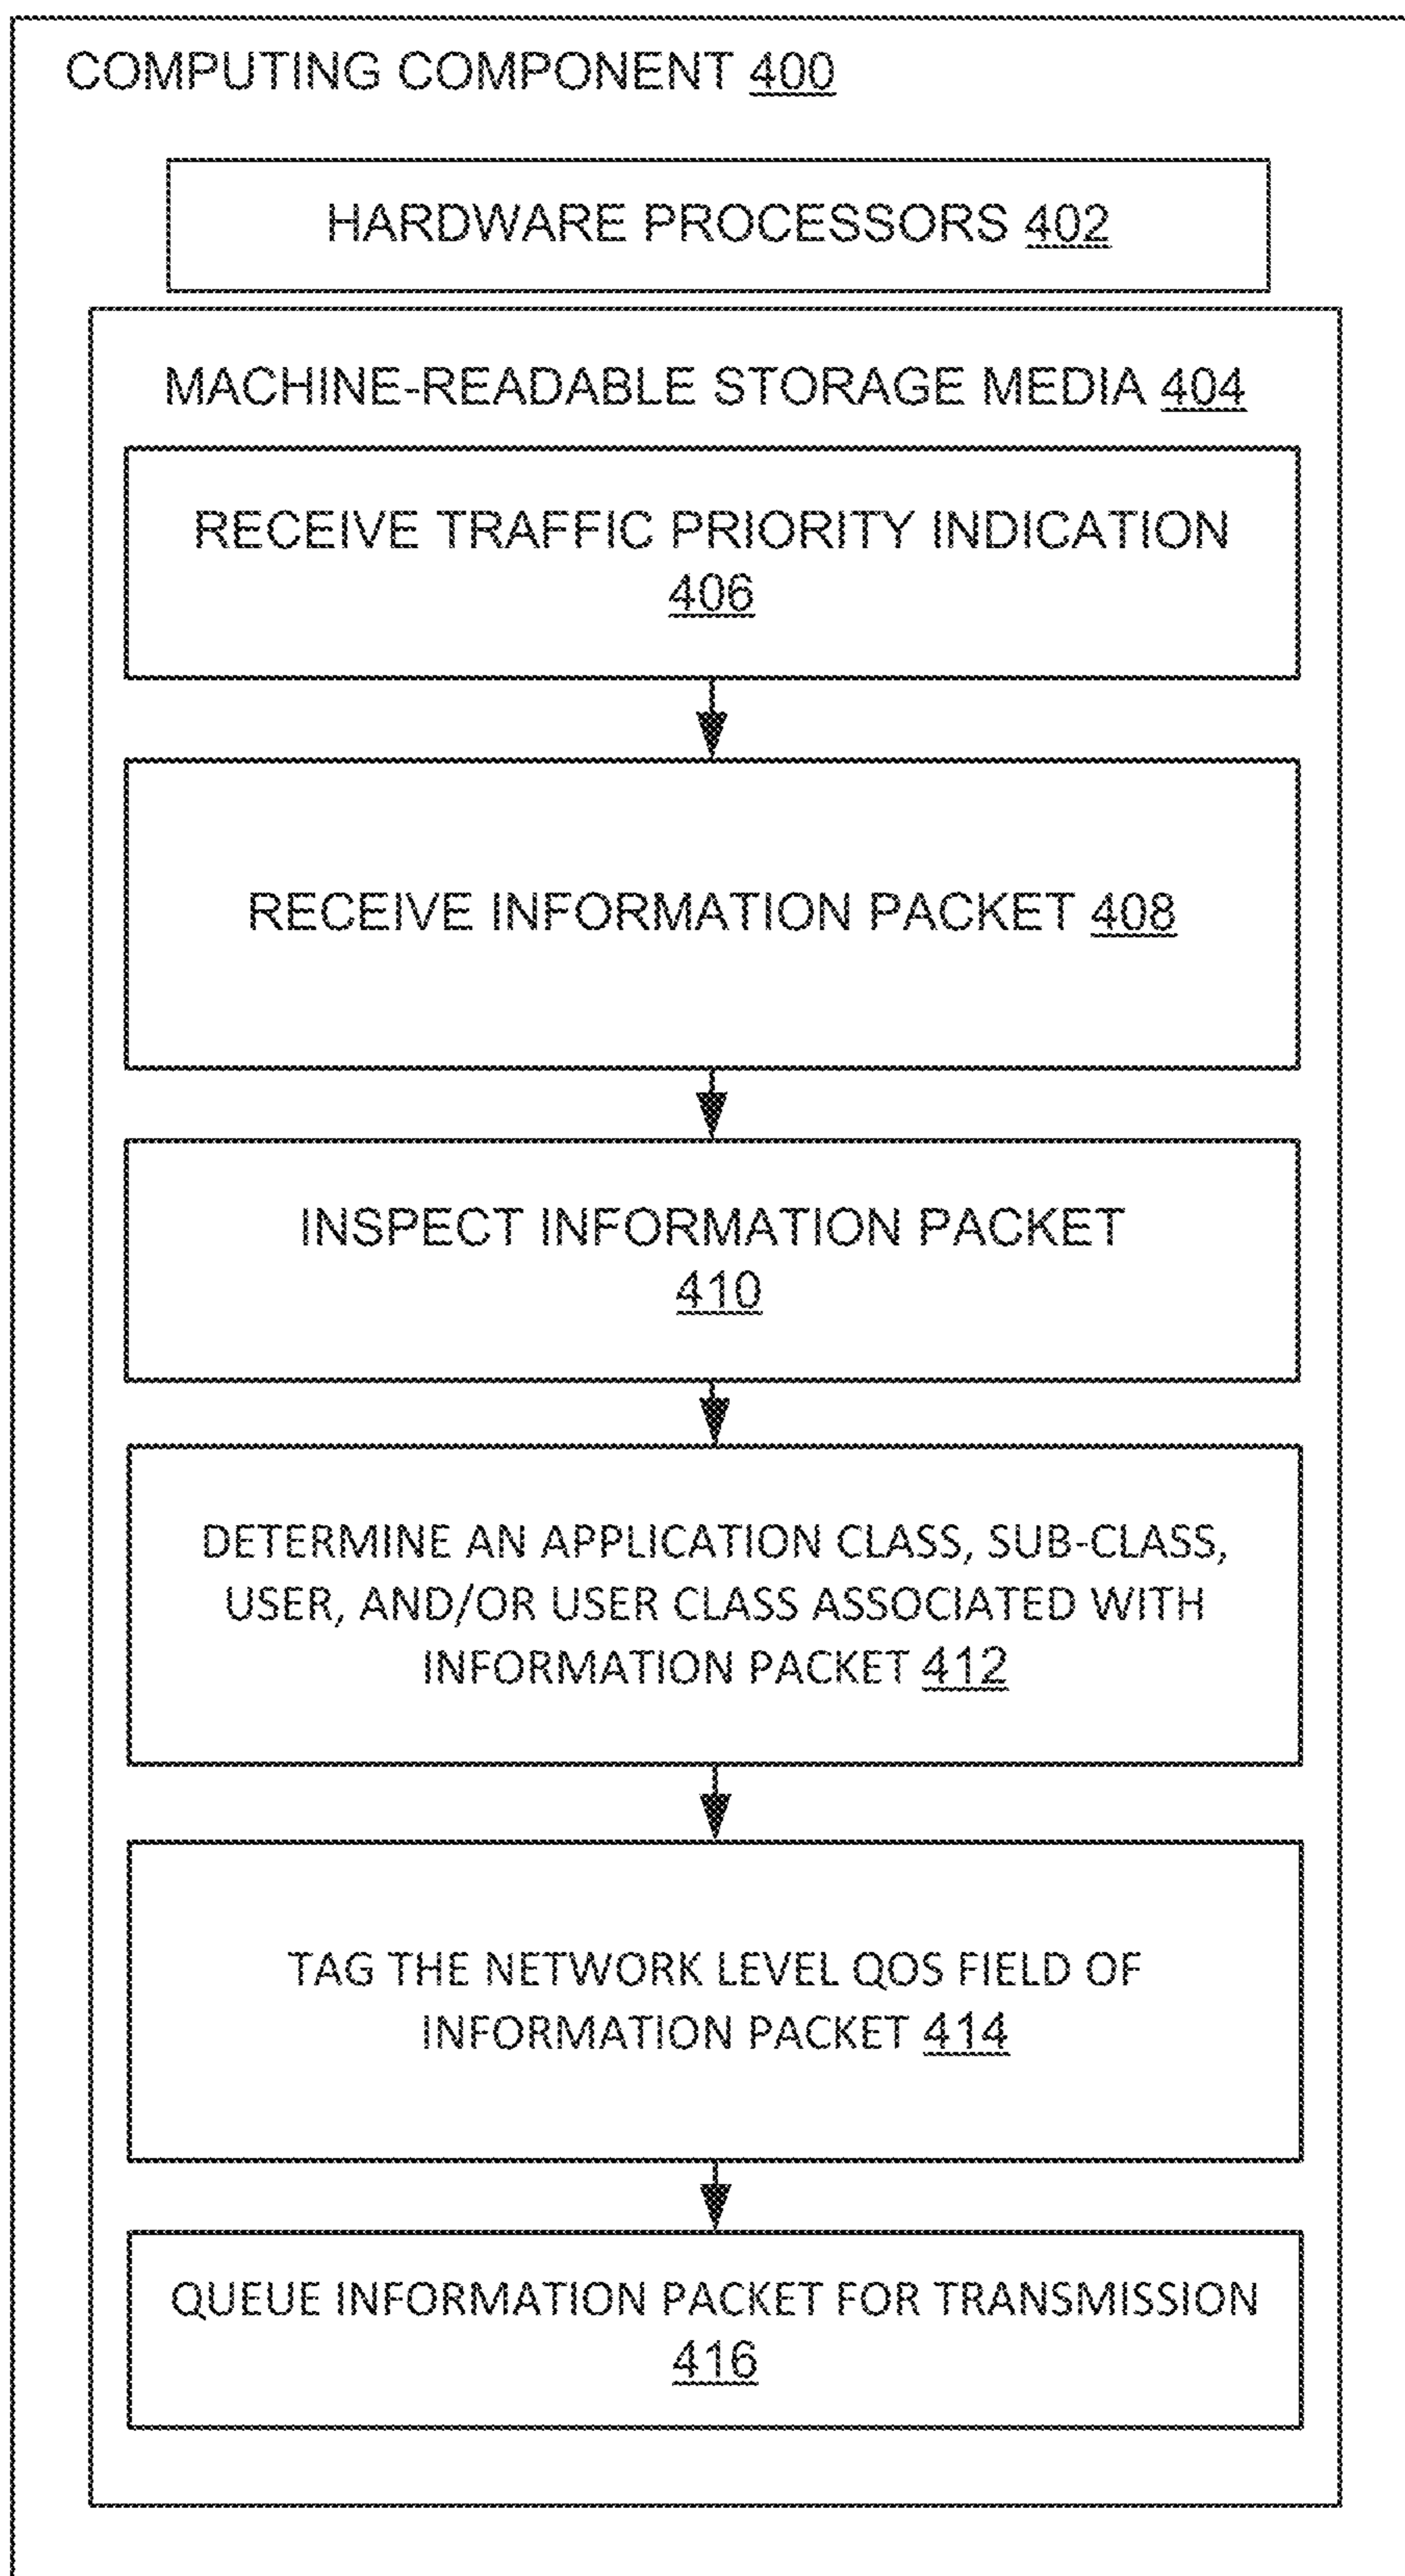 COMPUTING COMPONENT 400
HARDWARE PROCESSORS 402
MACHINE-READABLE STORAGE MEDIA 404
RECEIVE TRAFFIC PRIORITY INDICATION
406
RECEIVE INFORMATION PACKET 408
INSPECT INFORMATION PACKET
410
DETERMINE AN APPLICATION CLASS, SUB-CLASS,
USER, AND/OR USER CLASS ASSOCIATED WITH
INFORMATION PACKET 412
TAG THE NETWORK LEVEL QOS FIELD OF
INFORMATION PACKET 414
QUEUE INFORMATION PACKET FOR TRANSMISSION
416